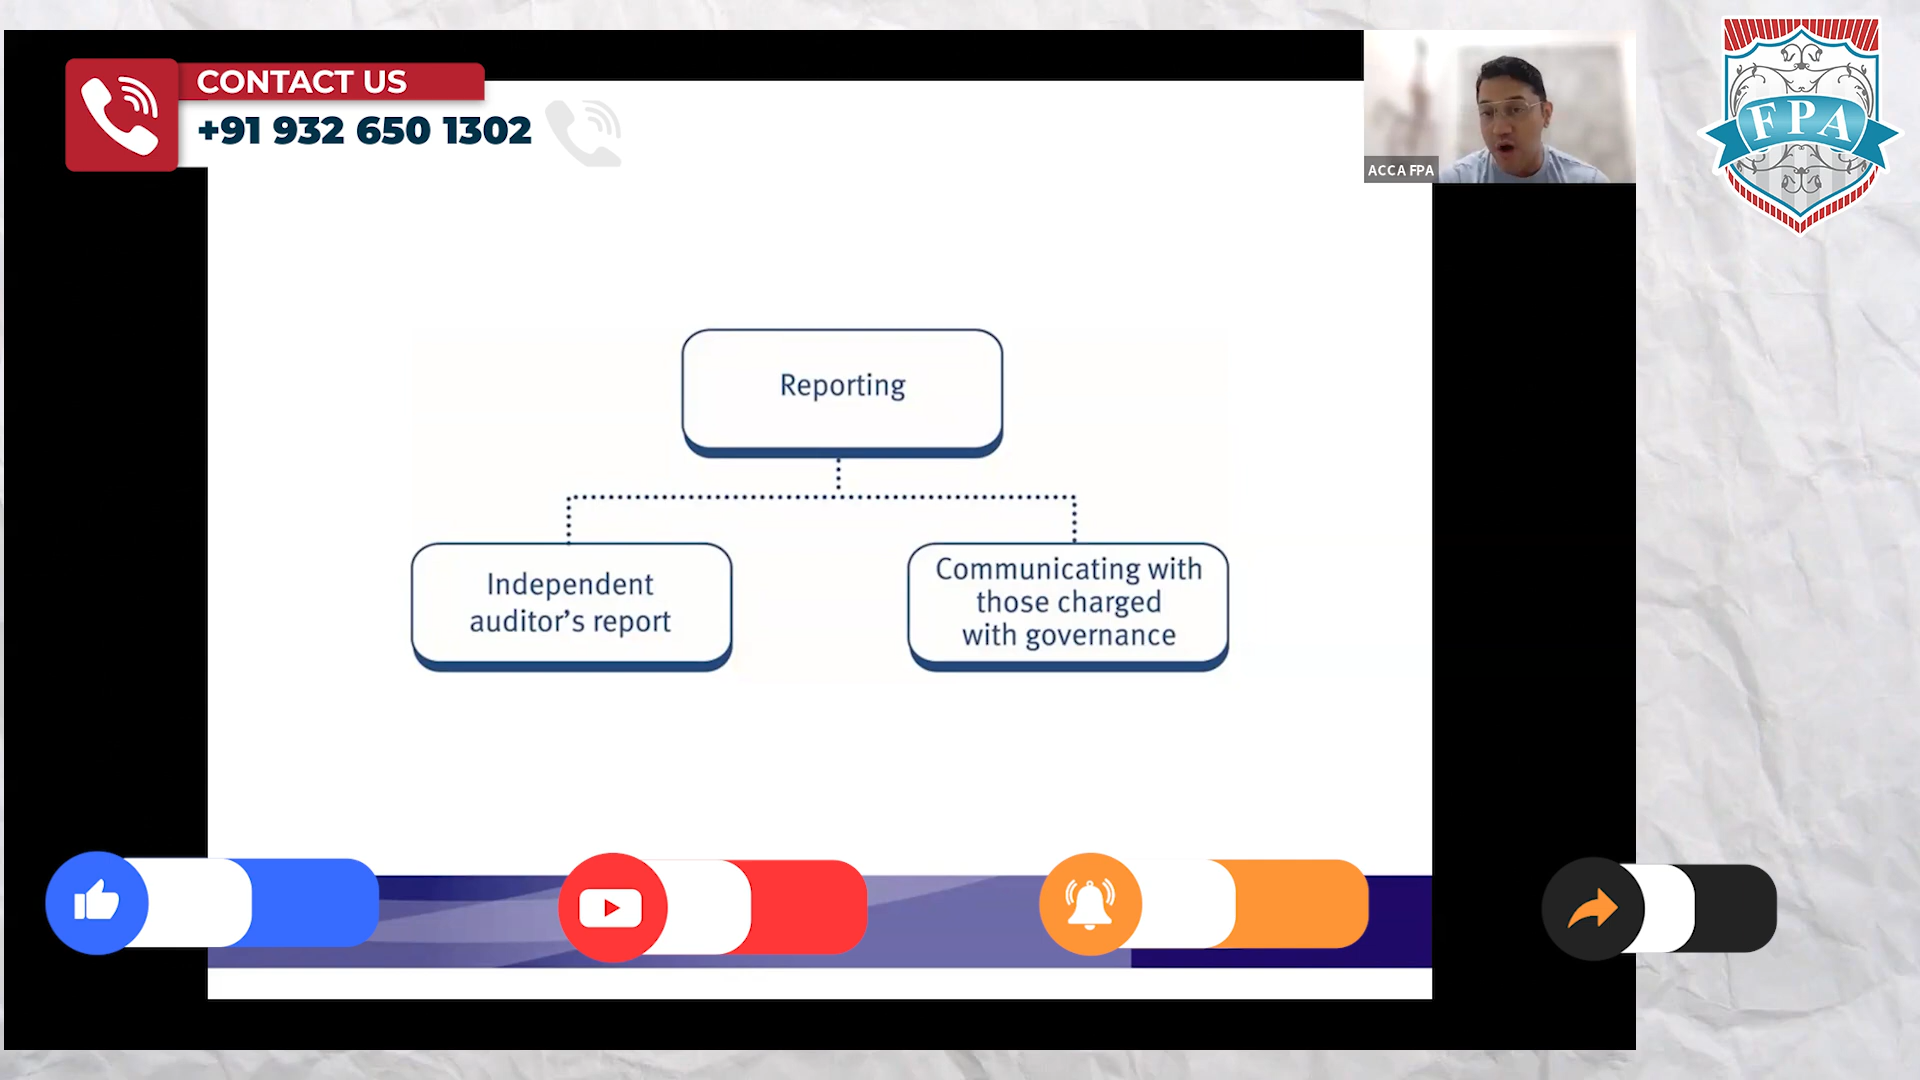 CONTACT US
+91 932 650 1302
ACCA FPA
FPA
Reporting
Independent
auditor’s report
Communicating with
those charged
with governance